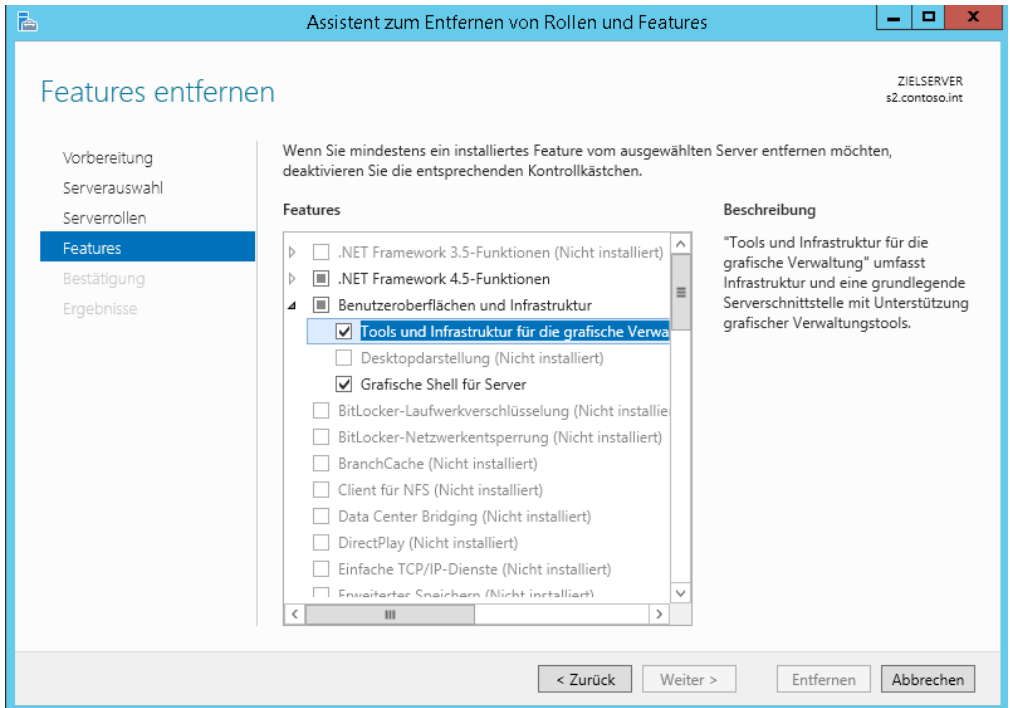 Assistent zum Entfernen von Rollen und Features
Features entfernen
ZIELSERVER
s2.contoso.int
Vorbereitung
Serverauswahl
Serverrollen
Features
Bestätigung
Ergebnisse
Wenn Sie mindestens ein installiertes Feature vom ausgewählten Server entfernen möchten,
deaktivieren Sie die entsprechenden Kontrollkästchen.
Features
.NET Framework 3.5-Funktionen (Nicht installiert)
.NET Framework 4.5-Funktionen
Benutzeroberflächen und Infrastruktur
Tools und Infrastruktur für die grafische Verwa
Desktopdarstellung (Nicht installiert)
Grafische Shell für Server
BitLocker-Laufwerkverschlüsselung (Nicht installie
BitLocker-Netzwerkentsperrung (Nicht installiert)
BranchCache (Nicht installiert)
Client für NFS (Nicht installiert)
Data Center Bridging (Nicht installiert)
DirectPlay (Nicht installiert)
Einfache TCP/IP-Dienste (Nicht installiert)
Erweitertes Speichern (Nicht installiert)
Beschreibung
"Tools und Infrastruktur für die
grafische Verwaltung" umfasst
Infrastruktur und eine grundlegende
Serverschnittstelle mit Unterstützung
grafischer Verwaltungstools.
< Zurück
Weiter >
Entfernen
Abbrechen